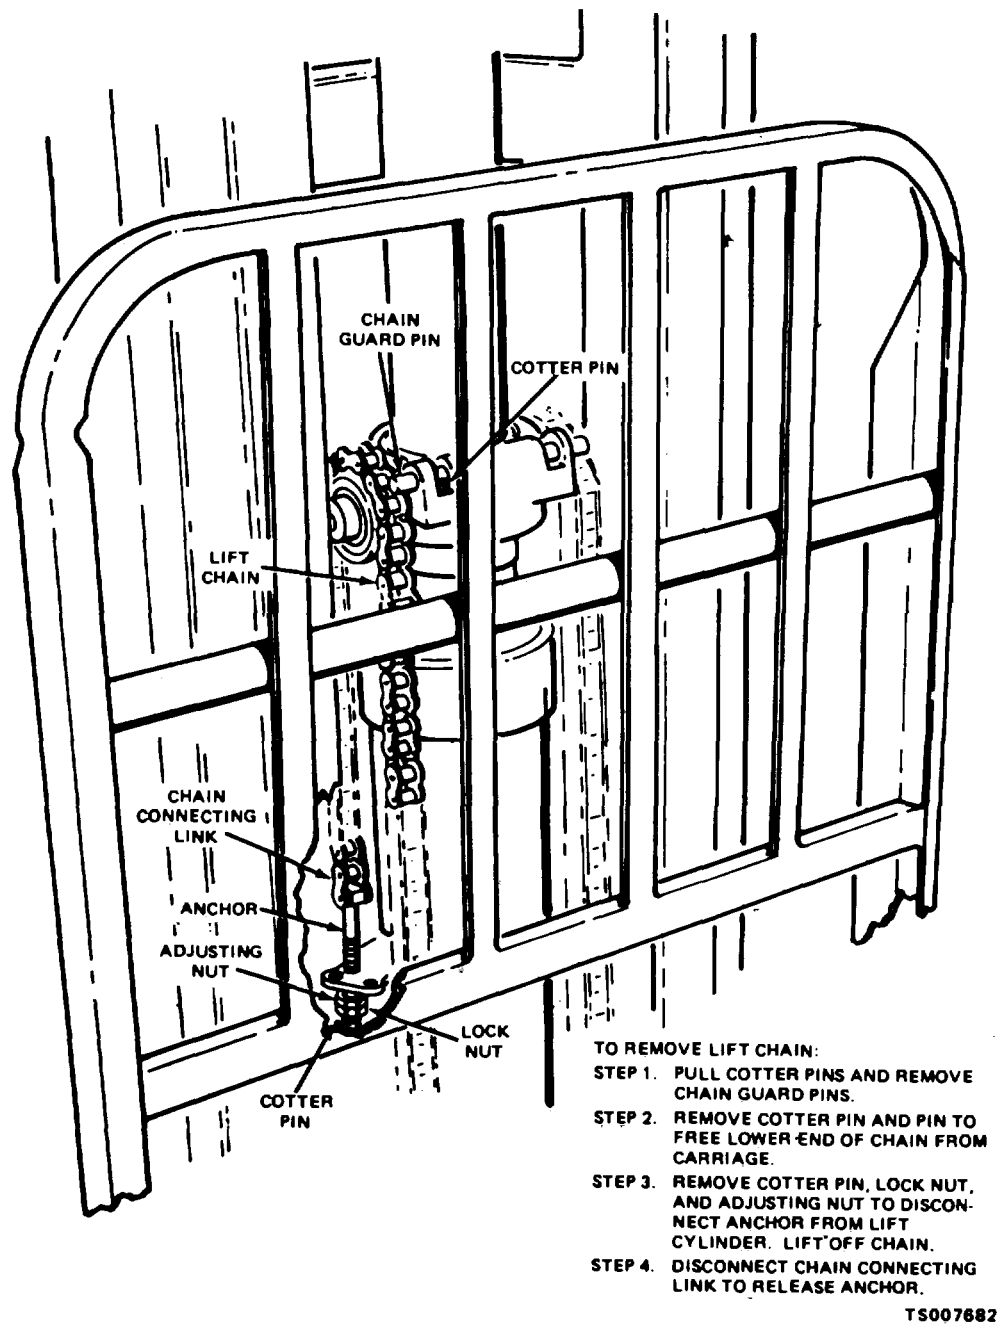 CHAIN
GUARD PIN
COTTER PIN
LIFT
CHAIN
CHAIN
CONNECTING
LINK
ANCHOR
ADJUSTING
NUT
LOCK
NUT
COTTER
PIN
TO REMOVE LIFT CHAIN:
STEP 1. PULL COTTER PINS AND REMOVE
CHAIN GUARD PINS.
STEP 2. REMOVE COTTER PIN AND PIN TO
FREE LOWER END OF CHAIN FROM
CARRIAGE.
STEP 3. REMOVE COTTER PIN, LOCK NUT,
AND ADJUSTING NUT TO DISCON-
NECT ANCHOR FROM LIFT
CYLINDER. LIFT OFF CHAIN.
STEP 4. DISCONNECT CHAIN CONNECTING
LINK TO RELEASE ANCHOR.
TS007682